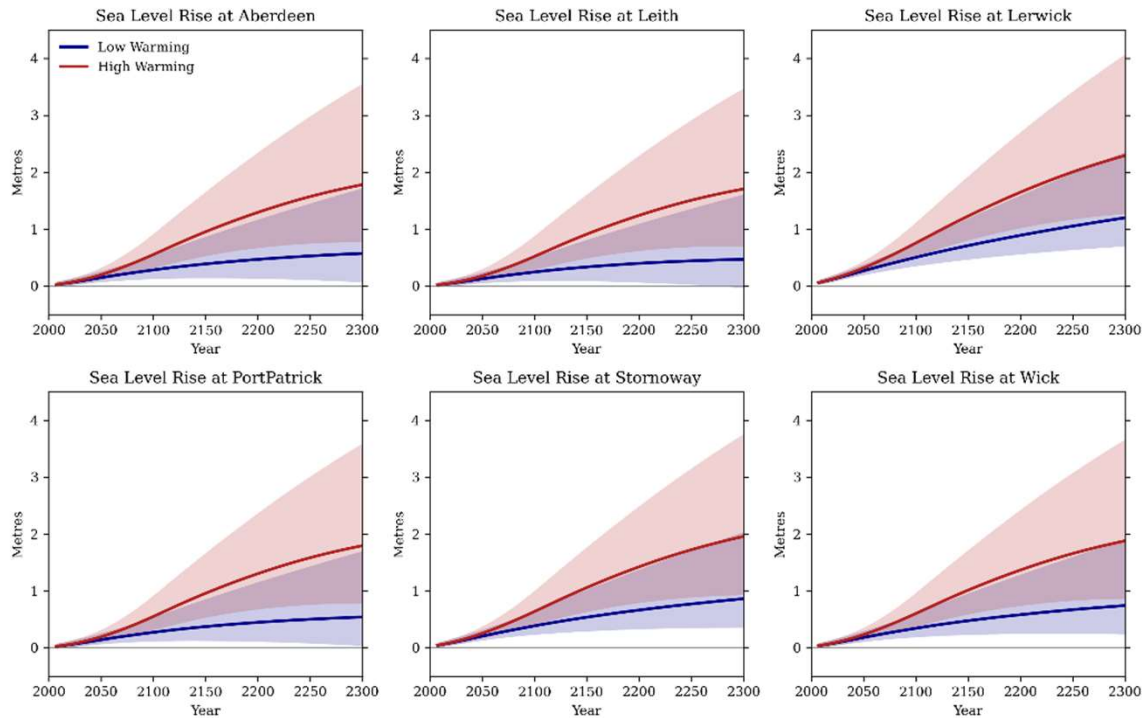 Sea Level Rise at Aberdeen
Low Warming
High Warming
4
3
2
1
0
Metres
2000 2050 2100 2150 2200 2250 2300
Year
Sea Level Rise at Leith
4
3
2
1
0
Metres
2000 2050 2100 2150 2200 2250 2300
Year
Sea Level Rise at Lerwick
4
3
2
1
0
Metres
2000 2050 2100 2150 2200 2250 2300
Year
Sea Level Rise at PortPatrick
4
3
2
1
0
Metres
2000 2050 2100 2150 2200 2250 2300
Year
Sea Level Rise at Stornoway
4
3
2
1
0
Metres
2000 2050 2100 2150 2200 2250 2300
Year
Sea Level Rise at Wick
4
3
2
1
0
Metres
2000 2050 2100 2150 2200 2250 2300
Year